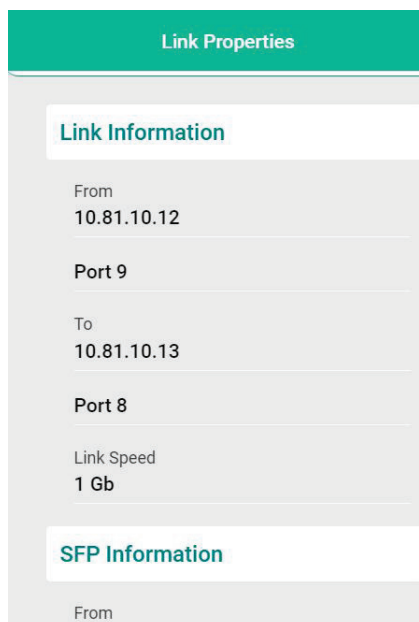 Link Properties
Link Information
From
10.81.10.12
Port 9
To
10.81.10.13
Port 8
Link Speed
1 Gb
SFP Information
From